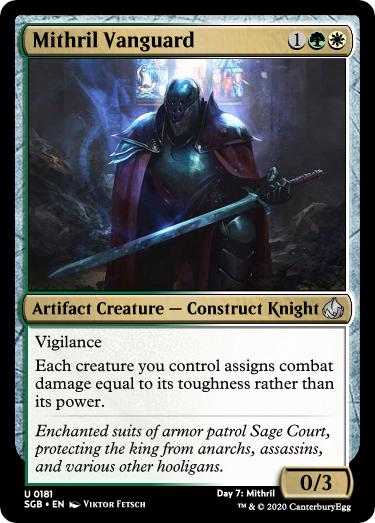 Mithril Vanguard 1
Artifact Creature — Construct Knight
Vigilance
Each creature you control assigns combat
damage equal to its toughness rather than
its power.
Enchanted suits of armor patrol Sage Court,
protecting the king from anarchs, assassins,
and various other hooligans.
0/3
U 0181
Day 7: Mithril
SGB • EN Viktor Fetsch
™ & © 2020 CanterburyEgg